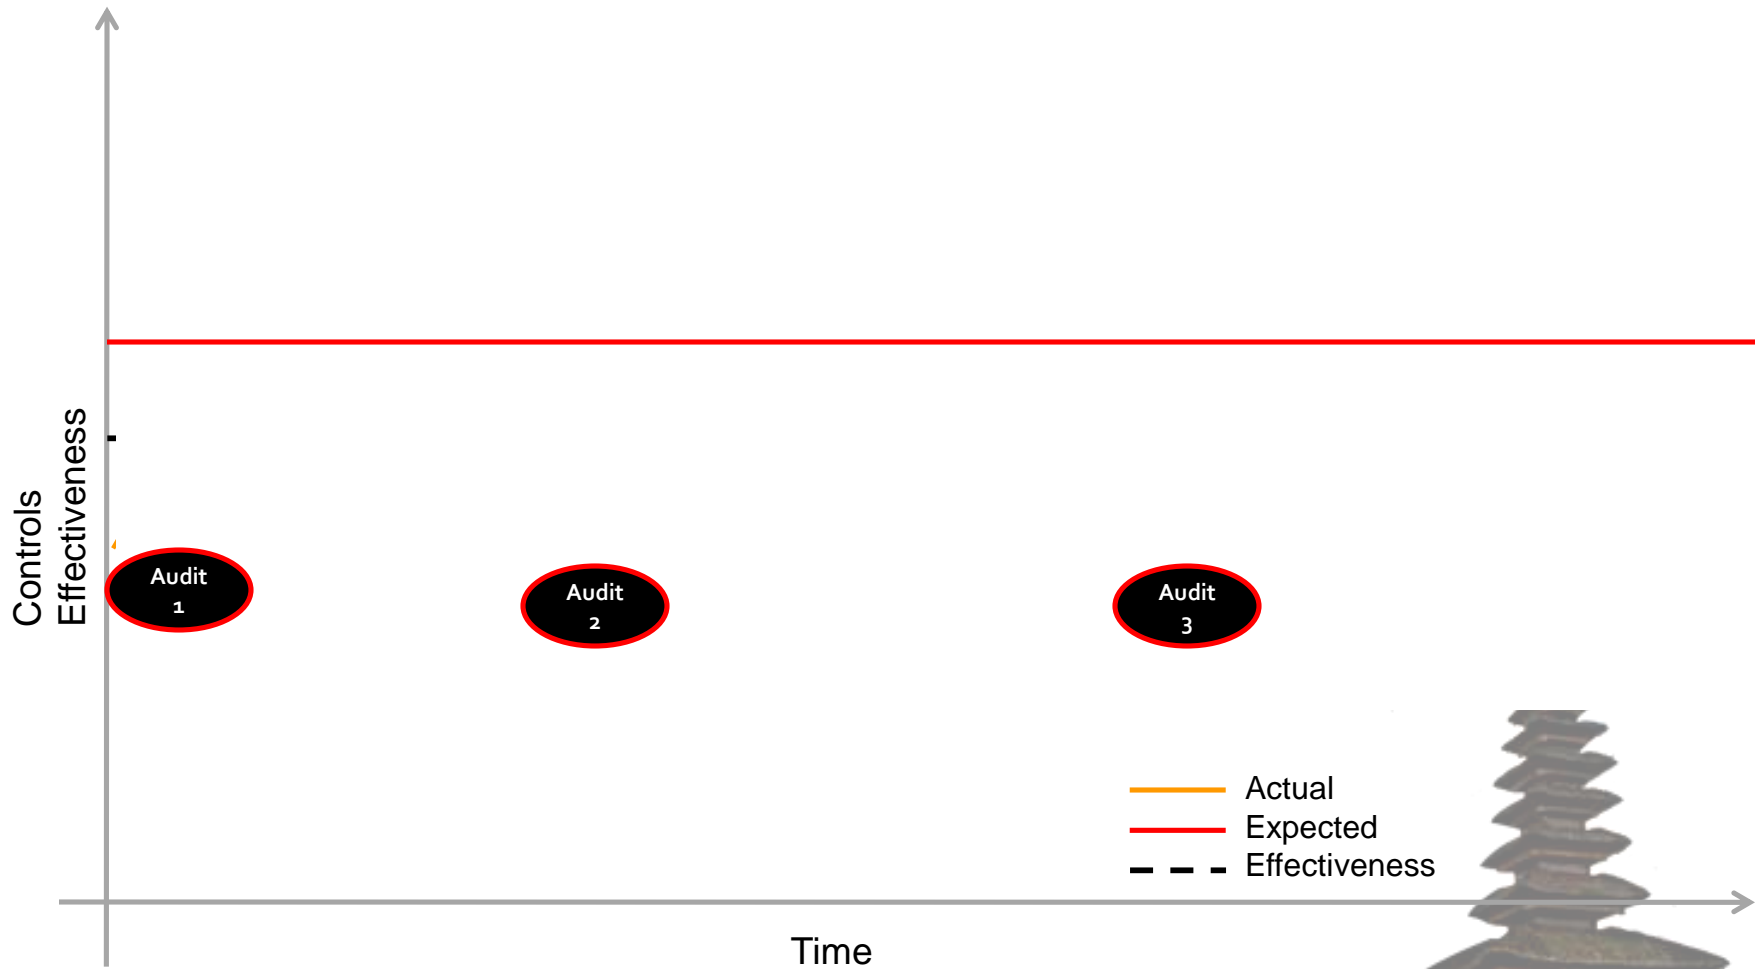 Controls
Effectiveness
Audit
1
Audit
2
Audit
3
Actual
Expected
Effectiveness
Time